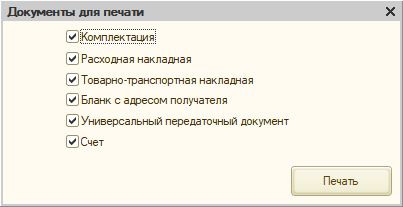 Документы для печати
Комплектация
Расходная накладная
Товарно-транспортная накладная
Бланк с адресом получателя
Универсальный передаточный документ
Счет
Печать